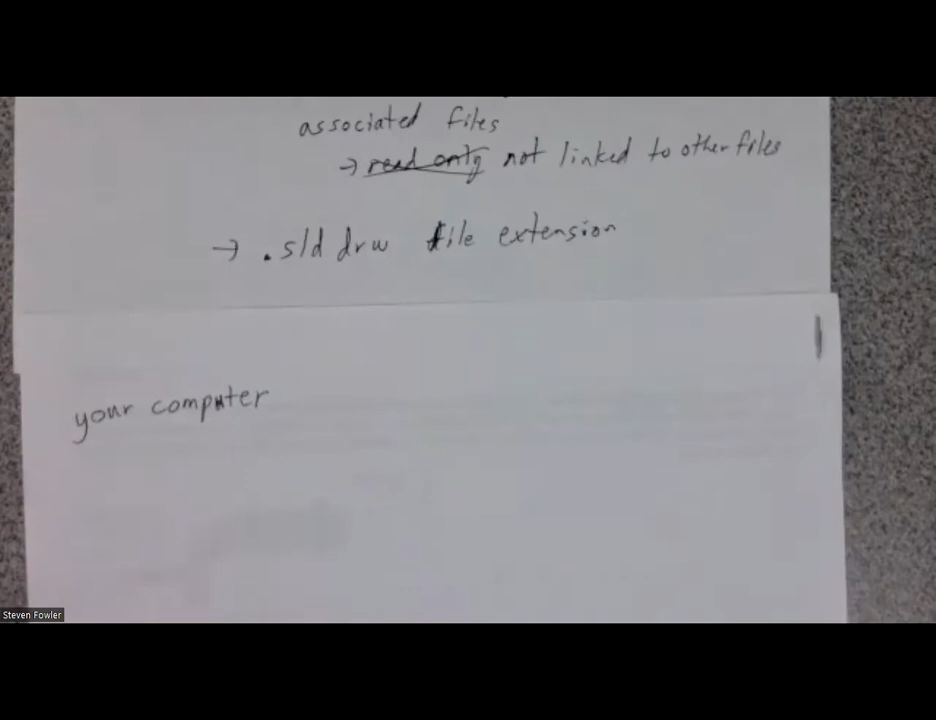 associated files
→ read only not linked to other files
→ .slddrw file extension
your computer
Steven Fowler